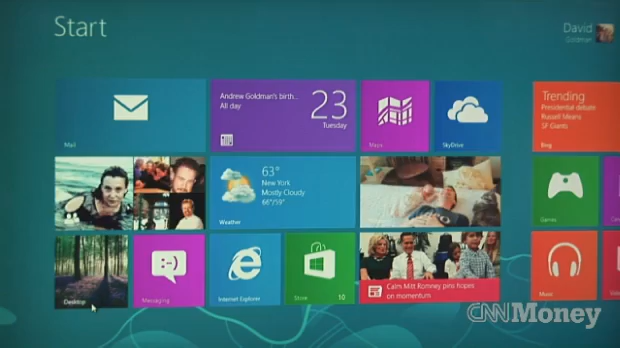 Start
David
Goldman
Mail
Andrew Goldman's birth...
All day
23
Tuesday
Maps
SkyDrive
Trending
Presidential debate
Russell Means
SF Giants
Bing
63°
New York
Mostly Cloudy
66°/59°
Weather
Games
Desktop
Messaging
Internet Explorer
Store
10
Calm Mitt Romney pins hopes
on momentum
Music
CNNMoney